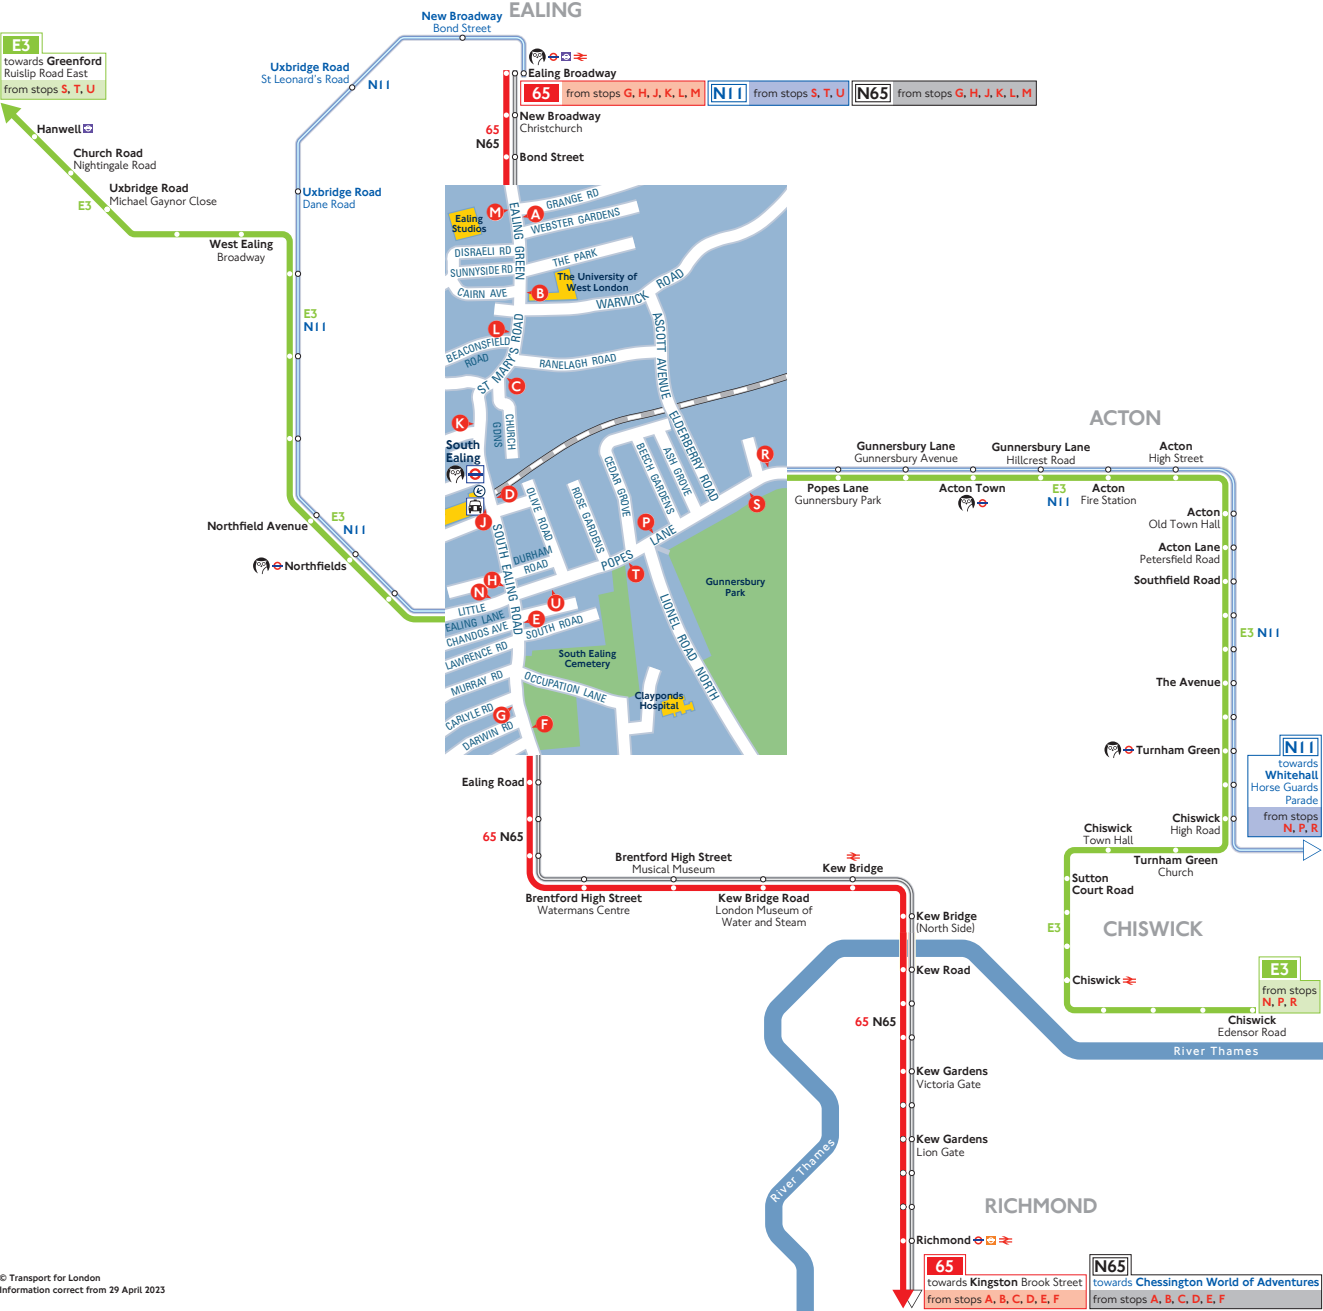 EALING
New Broadway
Bond Street
E3
towards Greenford
Ruislip Road East
from stops S, T, U
Uxbridge Road
St Leonard's Road
N11
Ealing Broadway
65 from stops G, H, J, K, L, M
N11 from stops S, T, U
N65 from stops G, H, J, K, L, M
New Broadway
Christchurch
65
N65
Bond Street
Hanwell
Church Road
Nightingale Road
Uxbridge Road
Michael Gaynor Close
E3
Uxbridge Road
Dane Road
West Ealing
Broadway
E3
N11
Northfield Avenue
E3
N11
Northfields
M
A
GRANGE RD
WEBSTER GARDENS
Ealing
Studios
EALING GREEN
DISRAELI RD
THE PARK
SUNNYSIDE RD
CAIRN AVE
B
The University of
West London
WARWICK ROAD
L
ST MARY'S ROAD
BEACONSFIELD
ROAD
RANELAGH ROAD
ASCOTT AVENUE
C
K
CHURCH
GDNS
South
Ealing
ELDERBERRY ROAD
CEDAR GROVE
BEECH GARDENS
ASH GROVE
R
S
D
J
OLIVE ROAD
ROSE GARDENS
P
POPES LANE
SOUTH EALING ROAD
DURHAM
ROAD
H
N
T
U
LITTLE
EALING LANE
E
CHANDOS AVE
SOUTH ROAD
LAWRENCE RD
MURRAY RD
OCCUPATION LANE
CARLYLE RD
G
F
DARWIN RD
LIONEL ROAD NORTH
Gunnersbury
Park
South Ealing
Cemetery
Clayponds
Hospital
ACTON
Gunnersbury Lane
Gunnersbury Avenue
Gunnersbury Lane
Hillcrest Road
Acton
High Street
Popes Lane
Gunnersbury Park
Acton Town
E3
N11
Acton
Fire Station
Acton
Old Town Hall
Acton Lane
Petersfield Road
Southfield Road
E3 N11
The Avenue
Turnham Green
N11
towards
Whitehall
Horse Guards
Parade
from stops
N, P, R
Chiswick
High Road
Chiswick
Town Hall
Turnham Green
Church
Sutton
Court Road
E3
CHISWICK
Chiswick
E3
from stops
N, P, R
Chiswick
Edensor Road
River Thames
Ealing Road
65 N65
Brentford High Street
Musical Museum
Kew Bridge
Brentford High Street
Watermans Centre
Kew Bridge Road
London Museum of
Water and Steam
Kew Bridge
(North Side)
Kew Road
65 N65
Kew Gardens
Victoria Gate
Kew Gardens
Lion Gate
River Thames
RICHMOND
Richmond
65
towards Kingston Brook Street
from stops A, B, C, D, E, F
N65
towards Chessington World of Adventures
from stops A, B, C, D, E, F
© Transport for London
Information correct from 29 April 2023